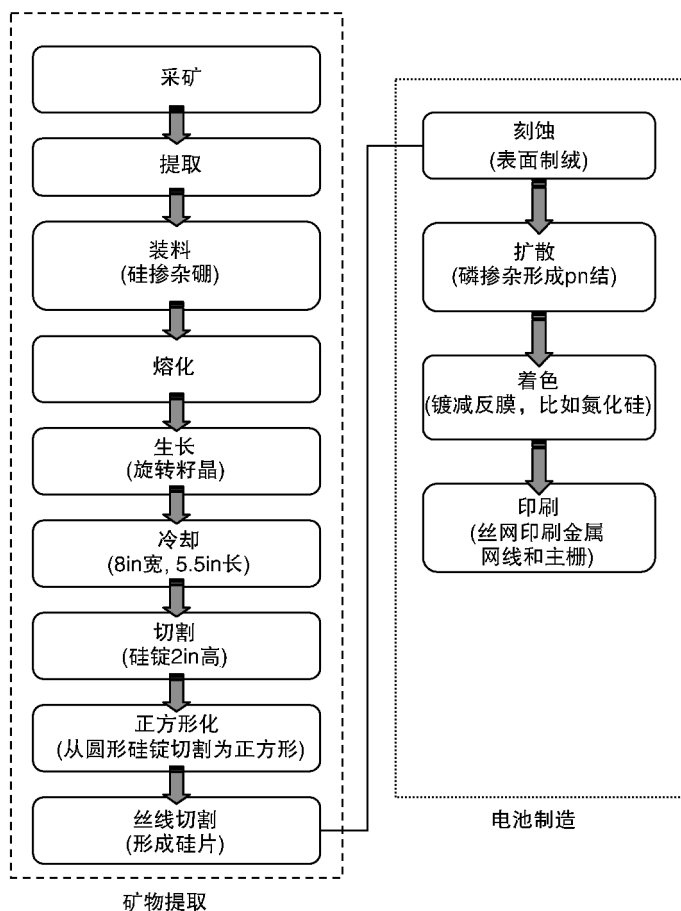 采矿
提取
装料
(硅掺杂硼)
熔化
生长
(旋转籽晶)
冷却
(8in宽, 5.5in长)
切割
(硅锭2in高)
正方形化
(从圆形硅锭切割为正方形)
丝线切割
(形成硅片)
矿物提取
刻蚀
(表面制绒)
扩散
(磷掺杂形成pn结)
着色
(镀减反膜，比如氮化硅)
印刷
(丝网印刷金属
网线和主栅)
电池制造